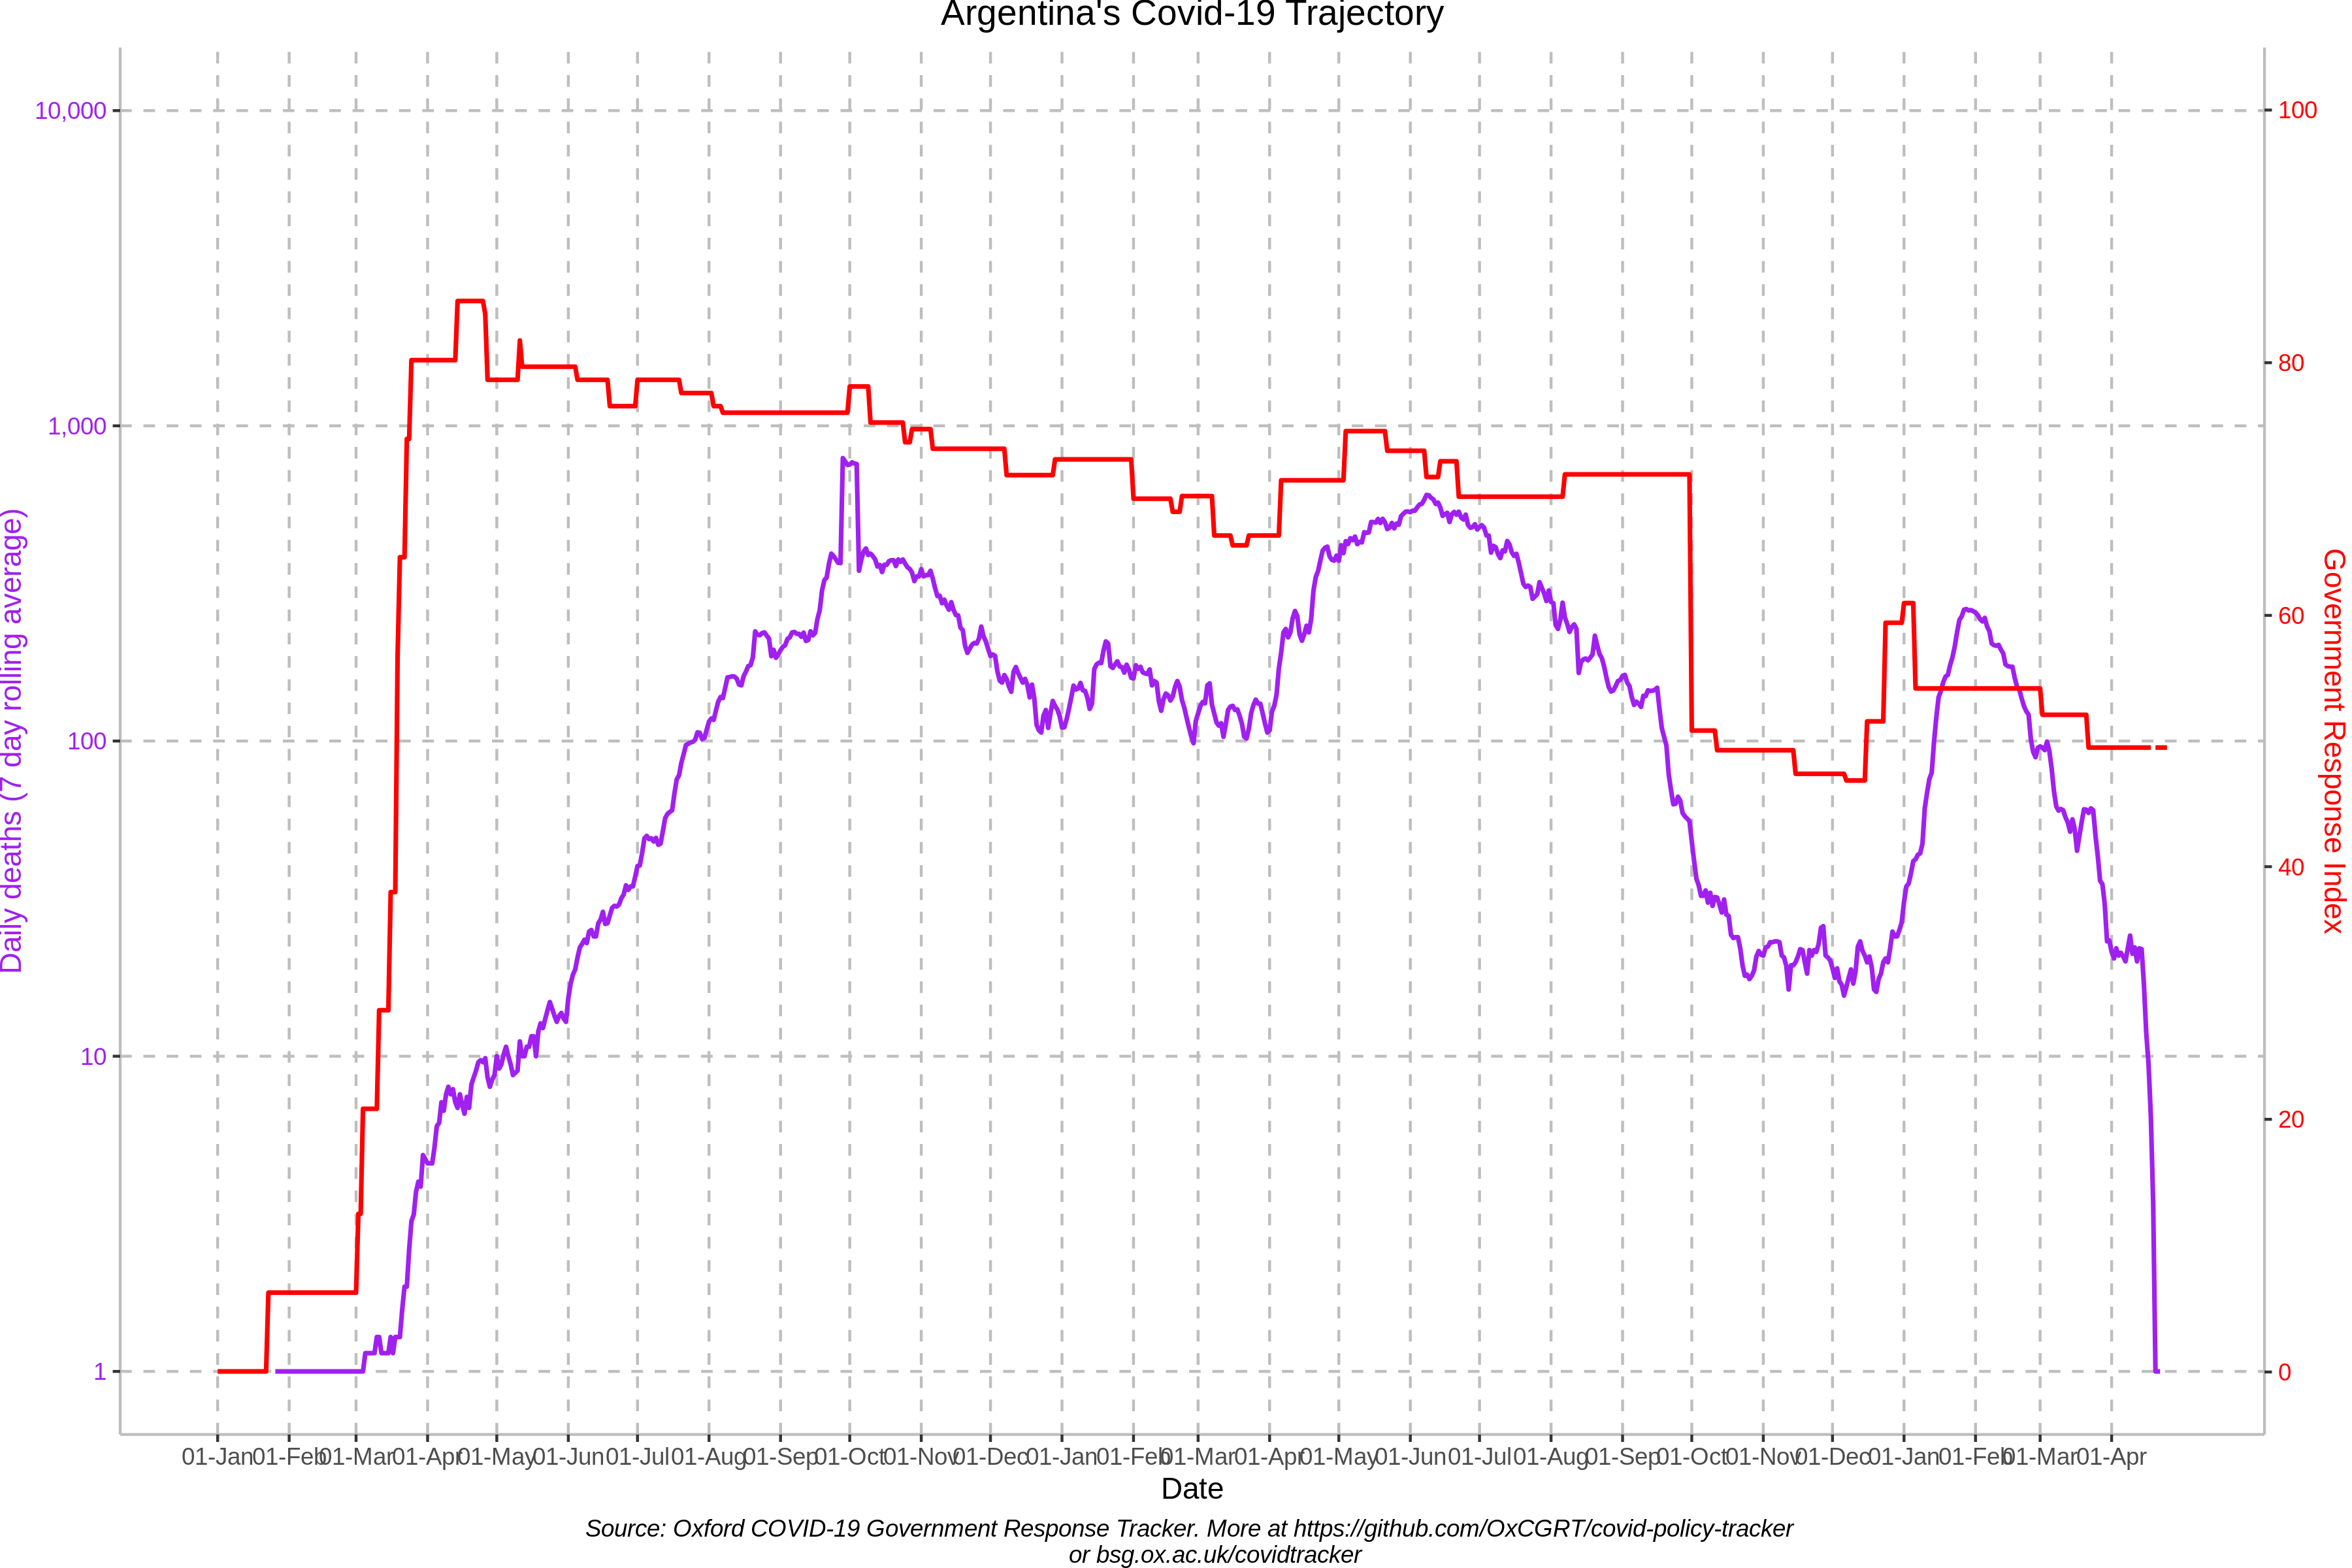 Argentina's Covid-19 Trajectory
10,000
1,000
100
10
1
Daily deaths (7 day rolling average)
100
80
60
40
20
0
Government Response Index
01-Jan 01-Feb 01-Mar 01-Apr 01-May 01-Jun 01-Jul 01-Aug 01-Sep 01-Oct 01-Nov 01-Dec 01-Jan 01-Feb 01-Mar 01-Apr 01-May 01-Jun 01-Jul 01-Aug 01-Sep 01-Oct 01-Nov 01-Dec 01-Jan 01-Feb 01-Mar 01-Apr
Date
Source: Oxford COVID-19 Government Response Tracker. More at https://github.com/OxCGRT/covid-policy-tracker
or bsg.ox.ac.uk/covidtracker